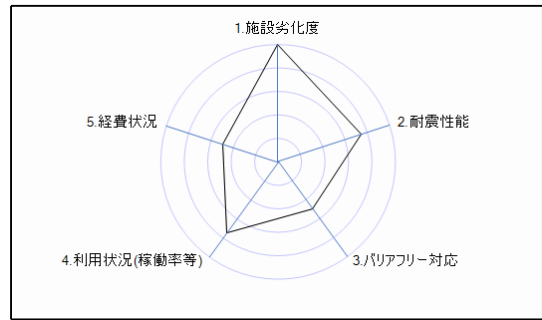 1.施設劣化度
2.耐震性能
3.バリアフリー対応
4.利用状況(稼働率等)
5.経費状況